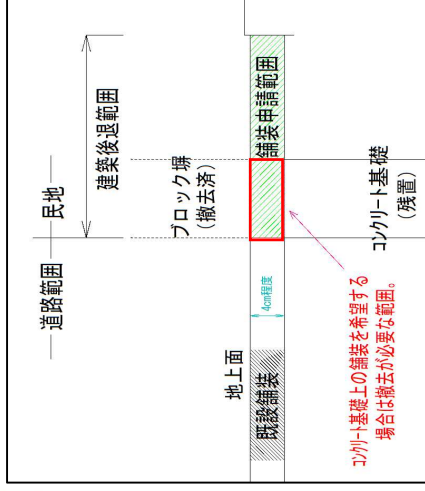 道路範囲
民地
建築後退範囲
ブロック塀
(撤去済)
地上面
既設舗装
4cm程度
舗装申請範囲
コンクリート基礎
(残置)
コンクリート基礎上の舗装を希望する
場合は撤去が必要な範囲。